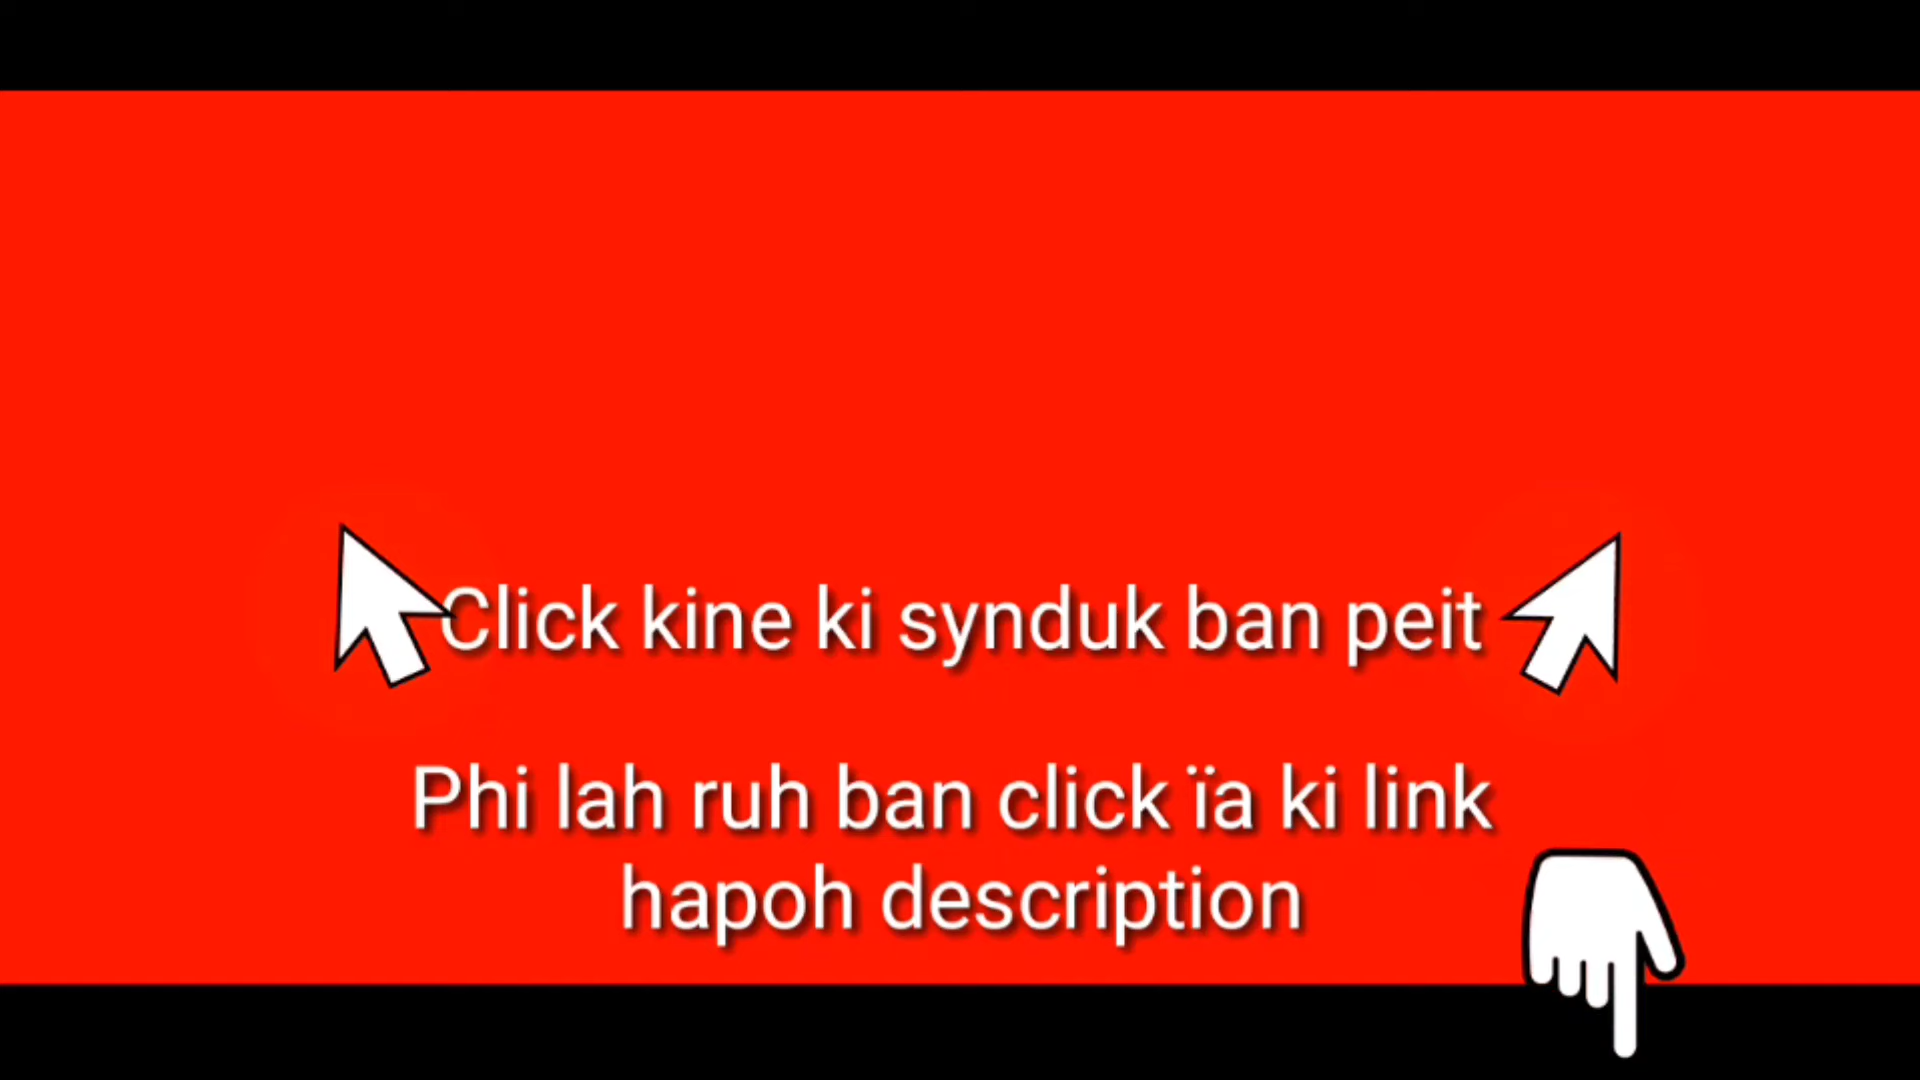 Click kine ki synduk ban peit
Phi lah ruh ban click ïa ki link
hapoh description